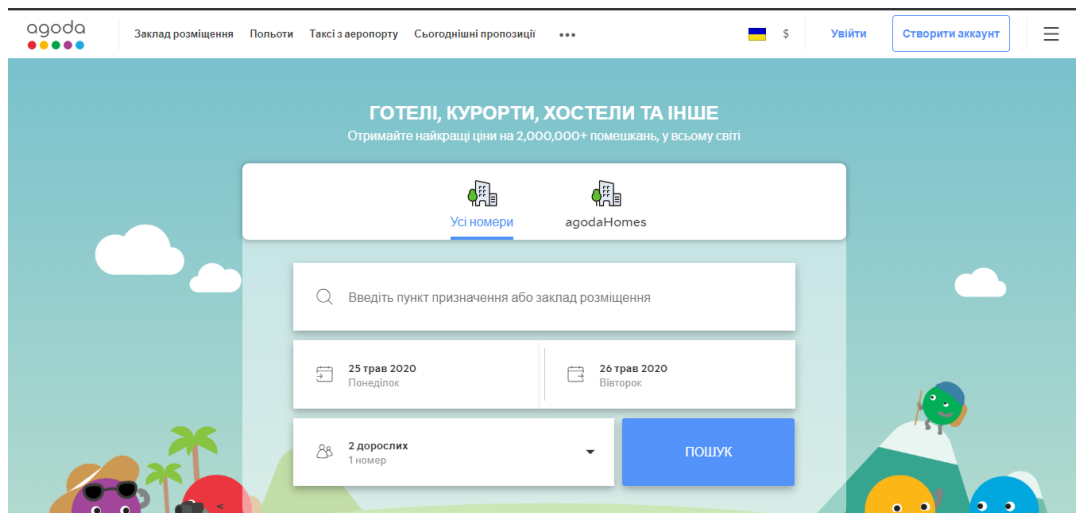 agoda
Заклад розміщення Польоти Таксі з аеропорту Сьогоднішні пропозиції ••• $ Увійти Створити аккаунт
ГОТЕЛІ, КУРОРТИ, ХОСТЕЛИ ТА ІНШЕ
Отримайте найкращі ціни на 2,000,000+ помешкань, у всьому світі
Усі номери agodaHomes
Введіть пункт призначення або заклад розміщення
25 трав 2020 26 трав 2020
Понеділок Вівторок
2 дорослих
1 номер
ПОШУК